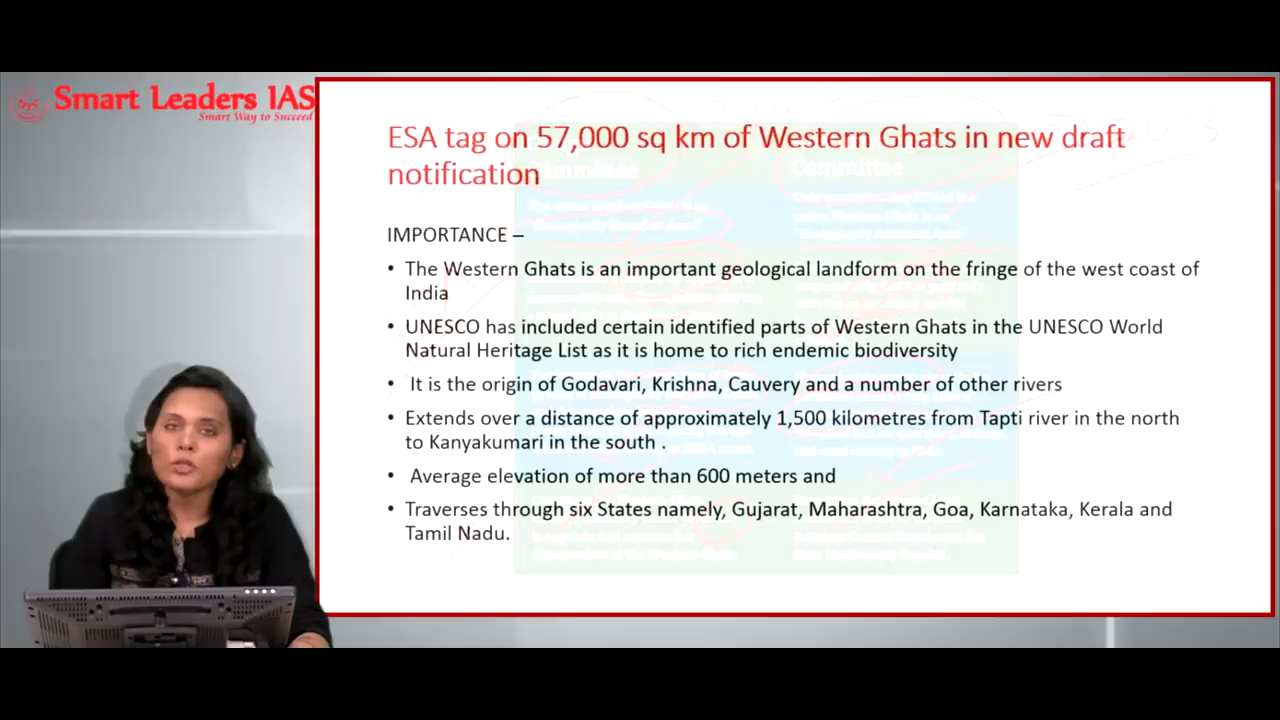 Smart Leaders IAS
Smart Way to Succeed
ESA tag on 57,000 sq km of Western Ghats in new draft
notification
IMPORTANCE –
• The Western Ghats is an important geological landform on the fringe of the west coast of
India
• UNESCO has included certain identified parts of Western Ghats in the UNESCO World
Natural Heritage List as it is home to rich endemic biodiversity
• It is the origin of Godavari, Krishna, Cauvery and a number of other rivers
• Extends over a distance of approximately 1,500 kilometres from Tapti river in the north
to Kanyakumari in the south .
• Average elevation of more than 600 meters and
• Traverses through six States namely, Gujarat, Maharashtra, Goa, Karnataka, Kerala and
Tamil Nadu.